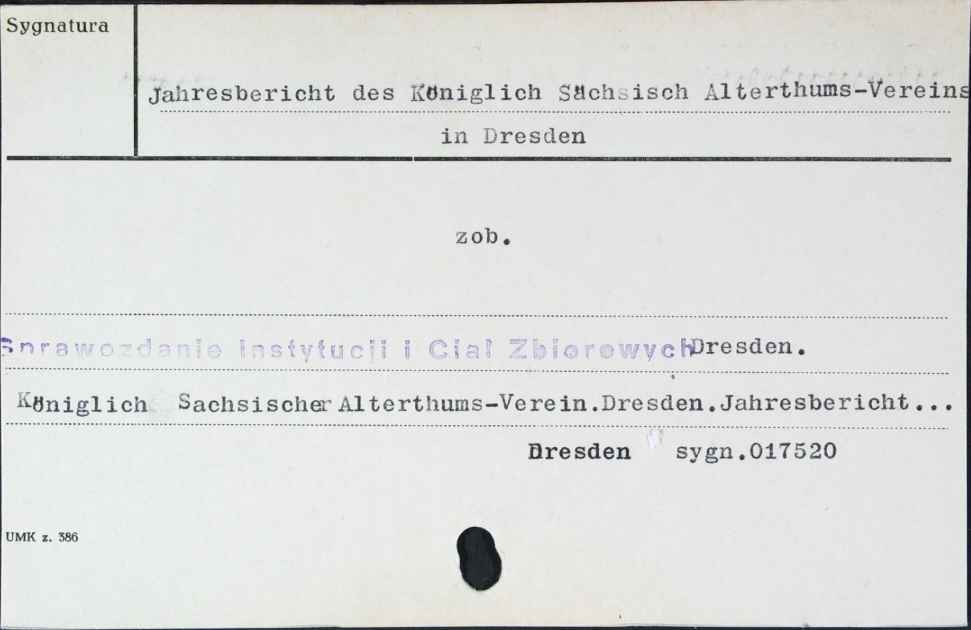 Sygnatura
Jahresbericht des Königlich Sächsisch Alterthums-Vereins
in Dresden
zob.
Sprawozdanie Instytucji i Ciał Zbiorowych Dresden.
Königlich Sachsischer Alterthums-Verein.Dresden.Jahresbericht...
Dresden sygn.017520
UMK z. 386